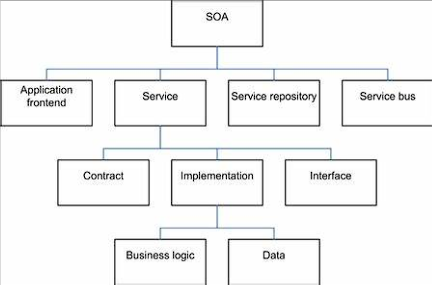 SOA
Application
frontend
Service
Service repository
Service bus
Contract
Implementation
Interface
Business logic
Data